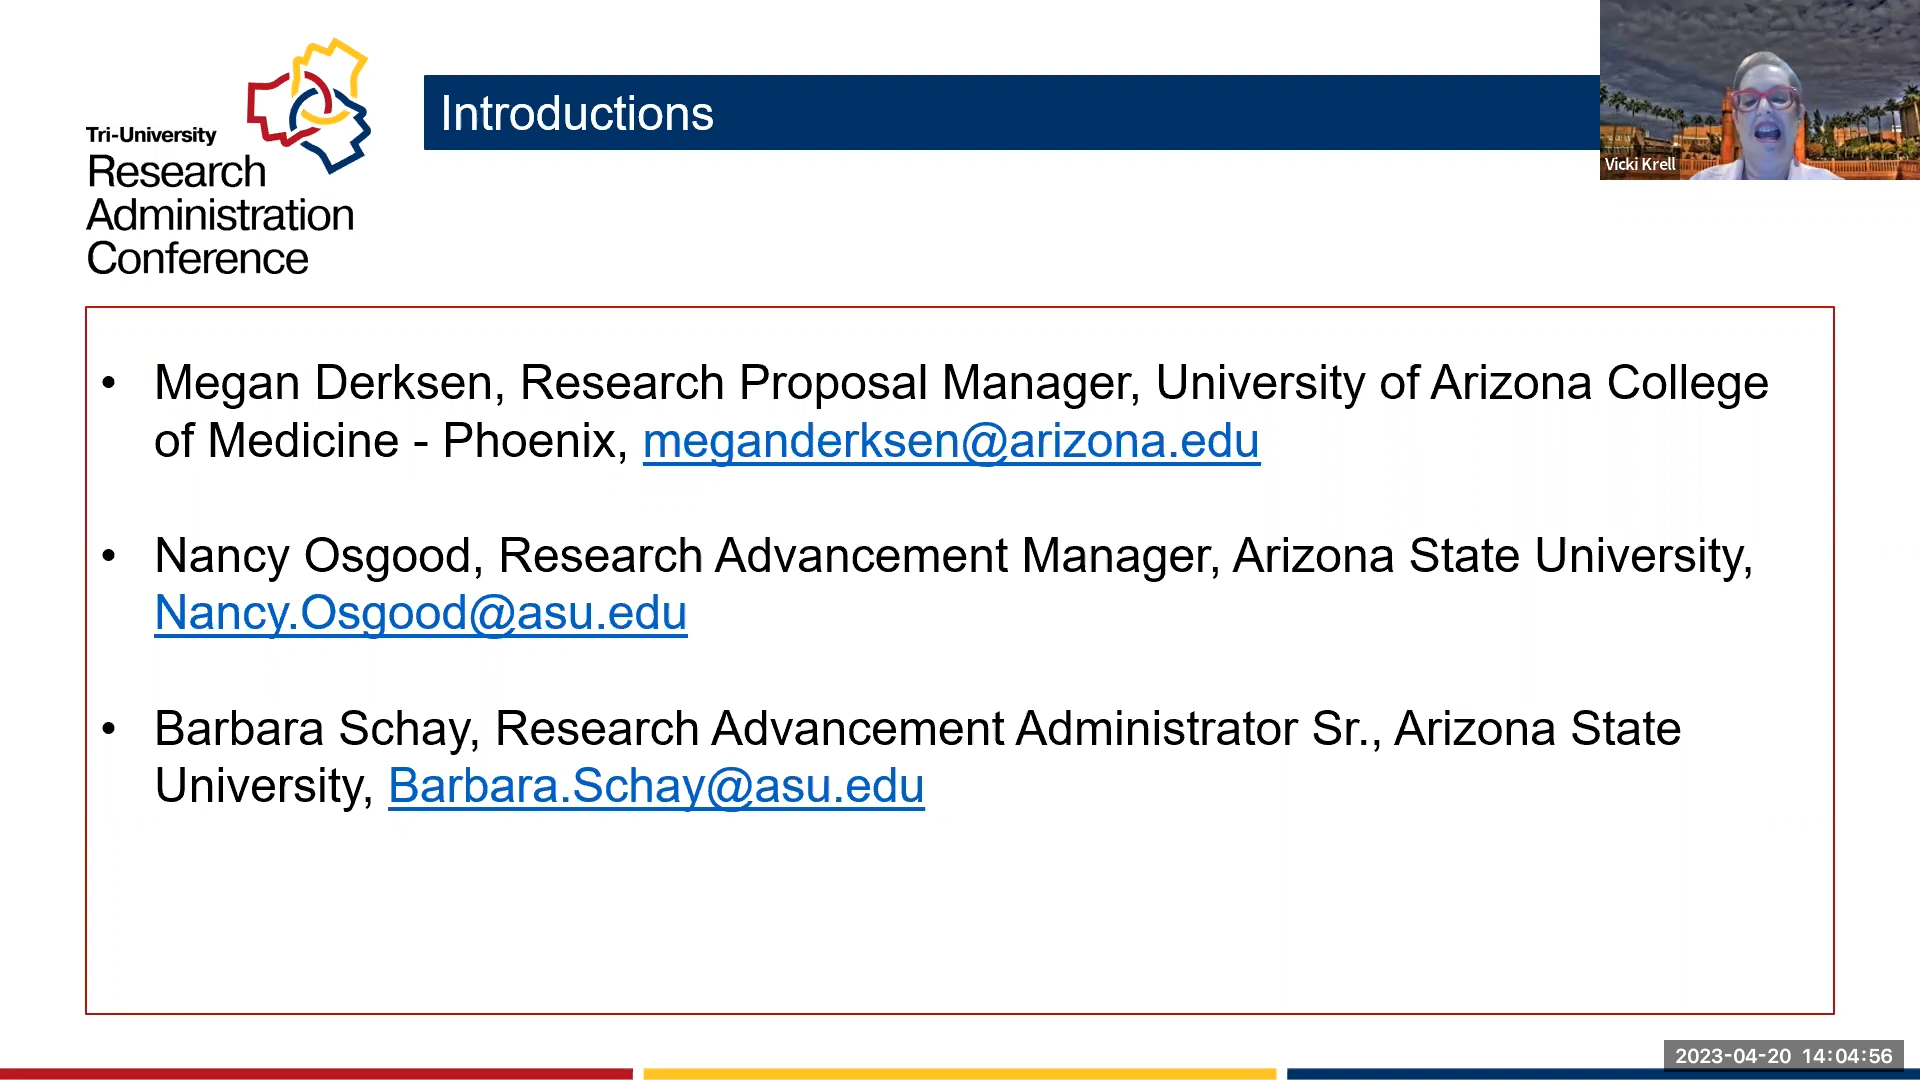 Tri-University
Research
Administration
Conference
Introductions
Vicki Krell
• Megan Derksen, Research Proposal Manager, University of Arizona College
of Medicine - Phoenix, meganderksen@arizona.edu
• Nancy Osgood, Research Advancement Manager, Arizona State University,
Nancy.Osgood@asu.edu
• Barbara Schay, Research Advancement Administrator Sr., Arizona State
University, Barbara.Schay@asu.edu
2023-04-20 14:04:56